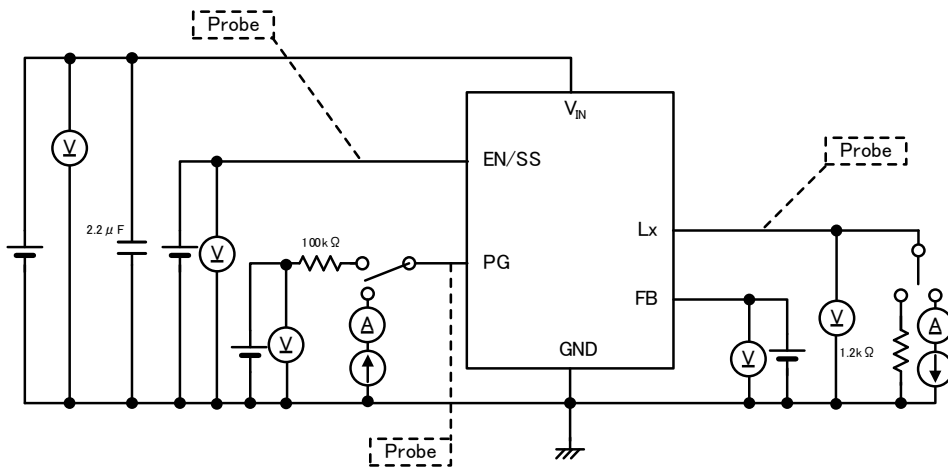 Probe
V
V_IN
EN/SS
Probe
2.2μF
V
100kΩ
PG
Lx
FB
A
V
V
1.2kΩ
A
V
GND
Probe